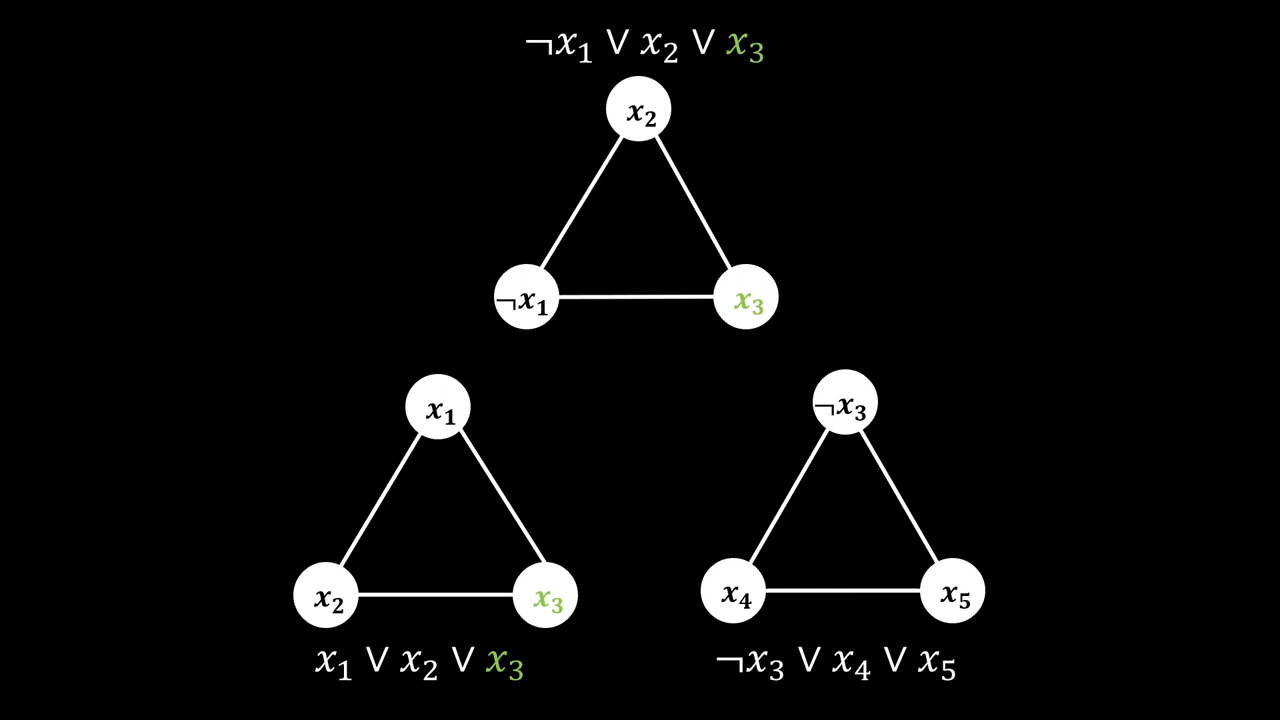 ¬x₁ ∨ x₂ ∨ x₃
x₂
¬x₁
x₃
x₁
x₂
x₃
x₁ ∨ x₂ ∨ x₃
¬x₃
x₄
x₅
¬x₃ ∨ x₄ ∨ x₅